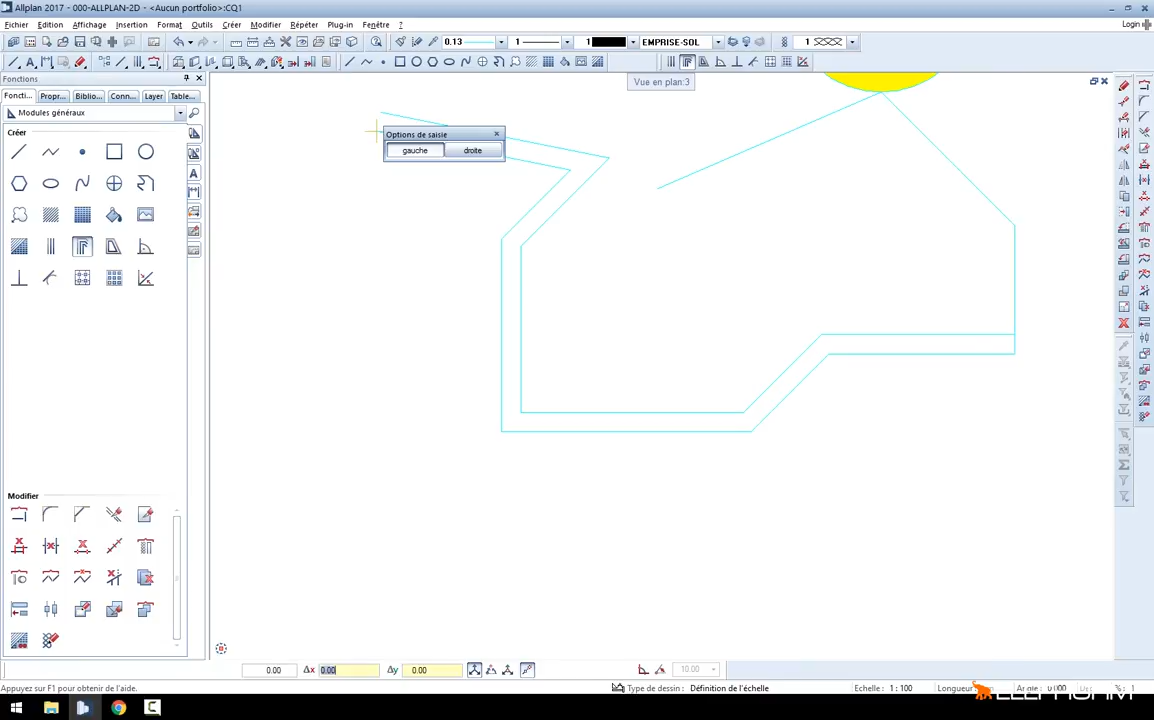 Allplan 2017 - 000-ALLPLAN-2D - <Aucun portfolio>:CQ1
Fichier Edition Affichage Insertion Format Outils Créer Modifier Répéter Plug-in Fenêtre ?
Login
0.13 1 1 EMPRISE-SOL 1
Fonctions
Vue en plan:3
Foncti... Propr... Biblio... Conn... Layer Table...
Modules généraux
Créer
Options de saisie
gauche droite
Modifier
0.00 Δx 0.00 Δy 0.00 10.00
Appuyez sur F1 pour obtenir de l'aide. Type de dessin : Définition de l'échelle Echelle : 1 : 100 Longueur % : 1
ELEPHORM